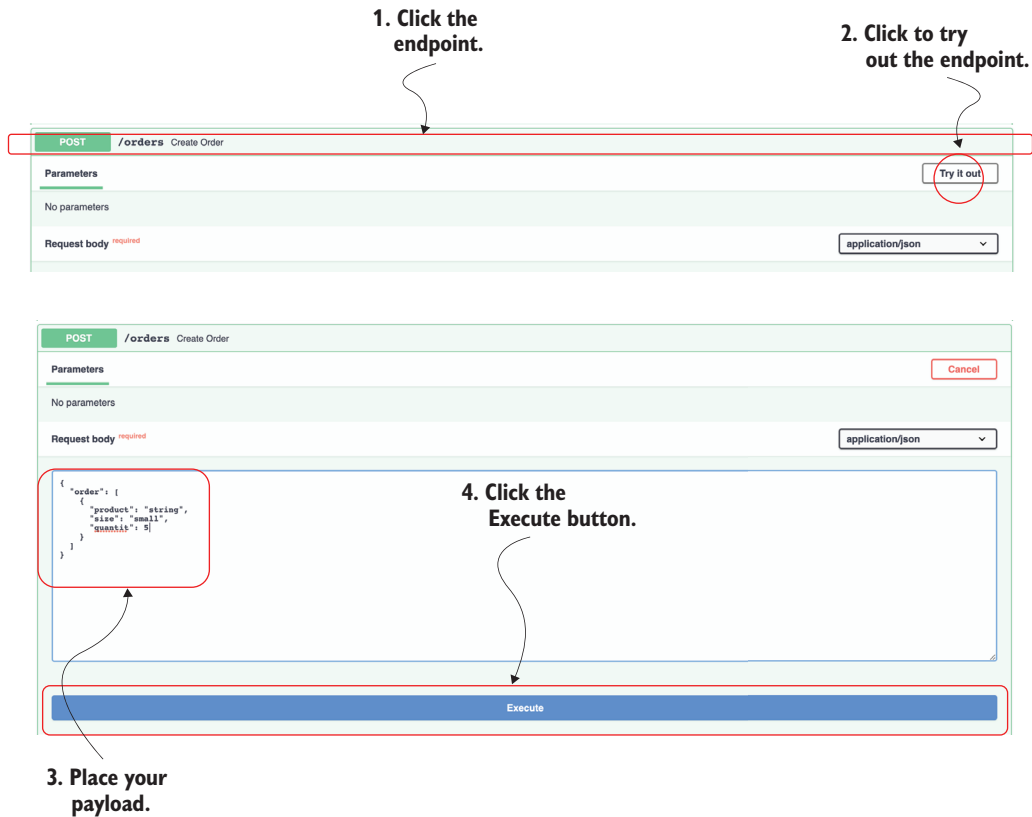 1. Click the
endpoint.
2. Click to try
out the endpoint.
POST /orders Create Order
Parameters
Try it out
No parameters
Request body required
application/json
POST /orders Create Order
Parameters
Cancel
No parameters
Request body required
application/json
{
"order": [
{
"product": "string",
"size": "small",
"quantit": 5
}
]
}
4. Click the
Execute button.
Execute
3. Place your
payload.